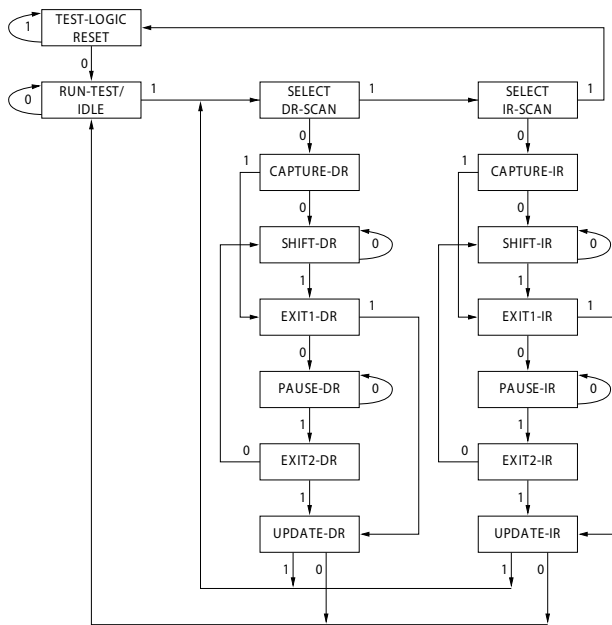 1
TEST-LOGIC
RESET
0
0
RUN-TEST/
IDLE
1
SELECT
DR-SCAN
1
SELECT
IR-SCAN
1
0
0
1
CAPTURE-DR
1
CAPTURE-IR
0
0
SHIFT-DR
0
SHIFT-IR
0
1
1
EXIT1-DR
1
EXIT1-IR
1
0
0
PAUSE-DR
0
PAUSE-IR
0
1
1
0
EXIT2-DR
0
EXIT2-IR
1
1
UPDATE-DR
UPDATE-IR
1
0
1
0